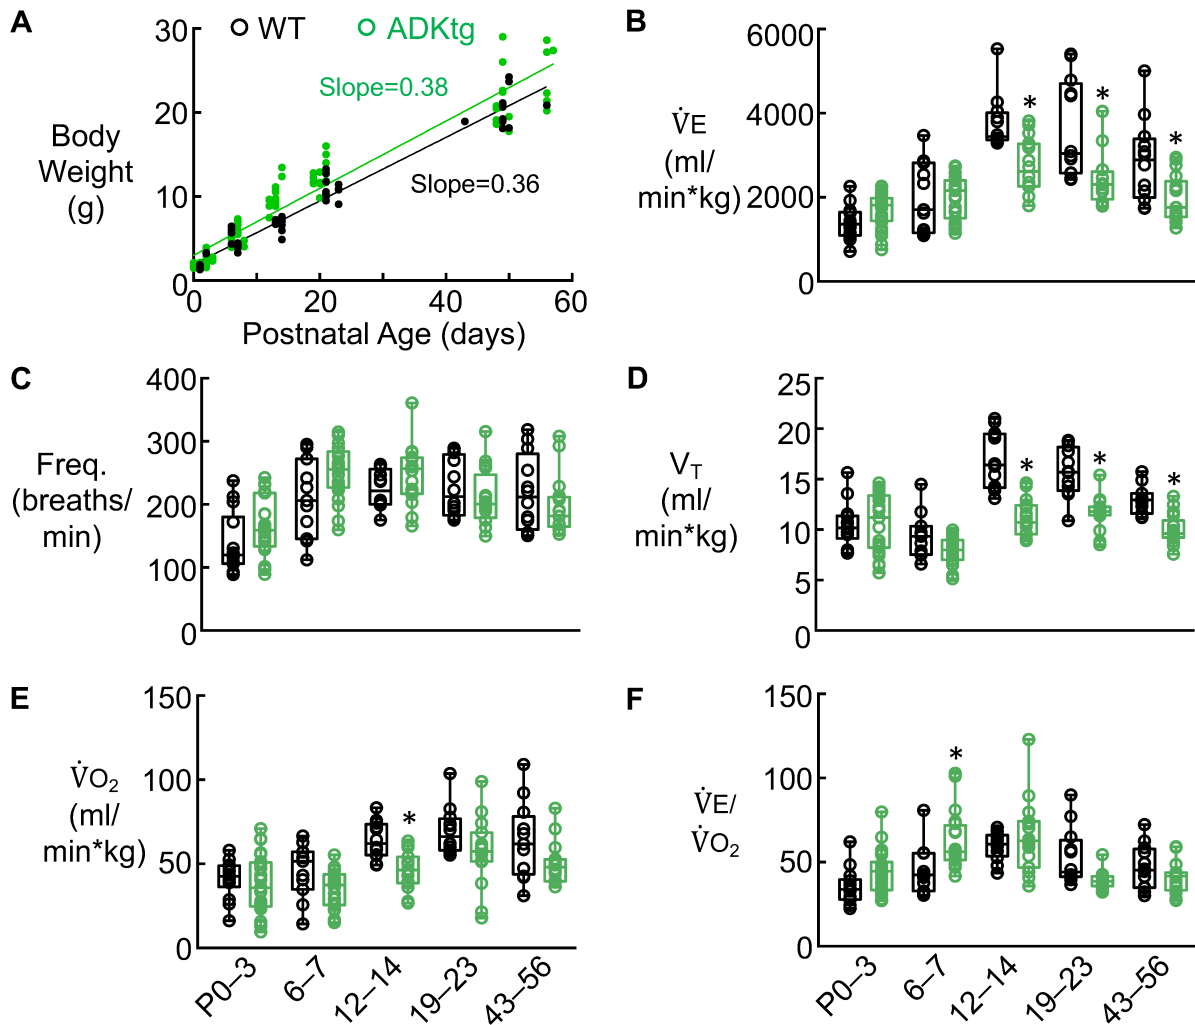 A
WT
ADKtg
30
20
10
0
Slope=0.38
Slope=0.36
Body
Weight
(g)
0
20
40
60
Postnatal Age (days)
B
6000
4000
2000
0
V̇E
(ml/
min*kg)
*
*
*
C
400
300
200
100
0
Freq.
(breaths/
min)
D
25
20
15
10
5
0
VT
(ml/
min*kg)
*
*
*
E
150
100
50
0
V̇O2
(ml/
min*kg)
*
P0–3
6–7
12–14
19–23
43–56
F
150
100
50
0
V̇E/
V̇O2
*
P0–3
6–7
12–14
19–23
43–56